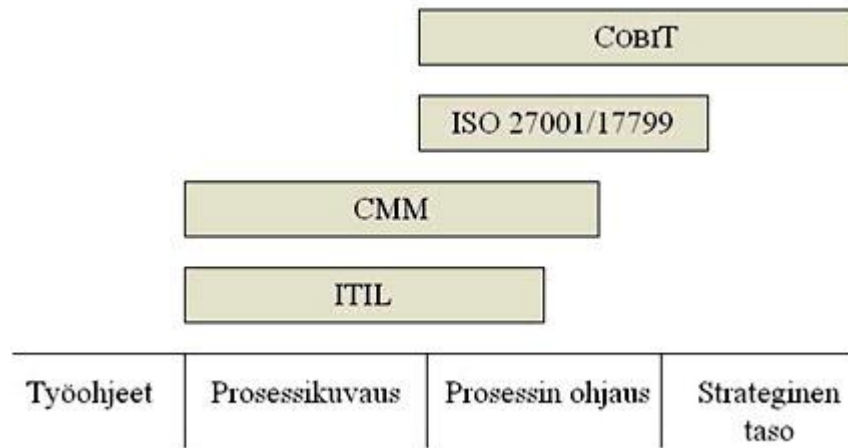 COBIT
ISO 27001/17799
CMM
ITIL
Työohjeet
Prosessikuvaus
Prosessin ohjaus
Strateginen
taso